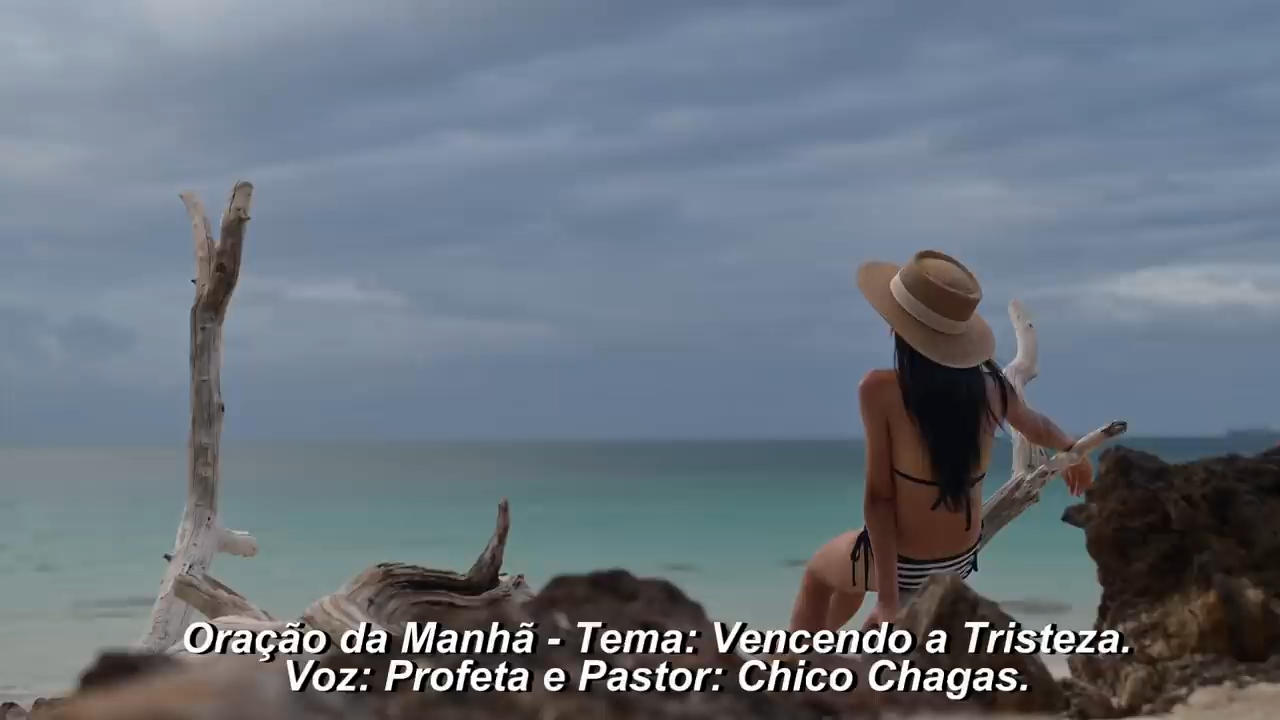 Oração da Manhã - Tema: Vencendo a Tristeza.
Voz: Profeta e Pastor: Chico Chagas.